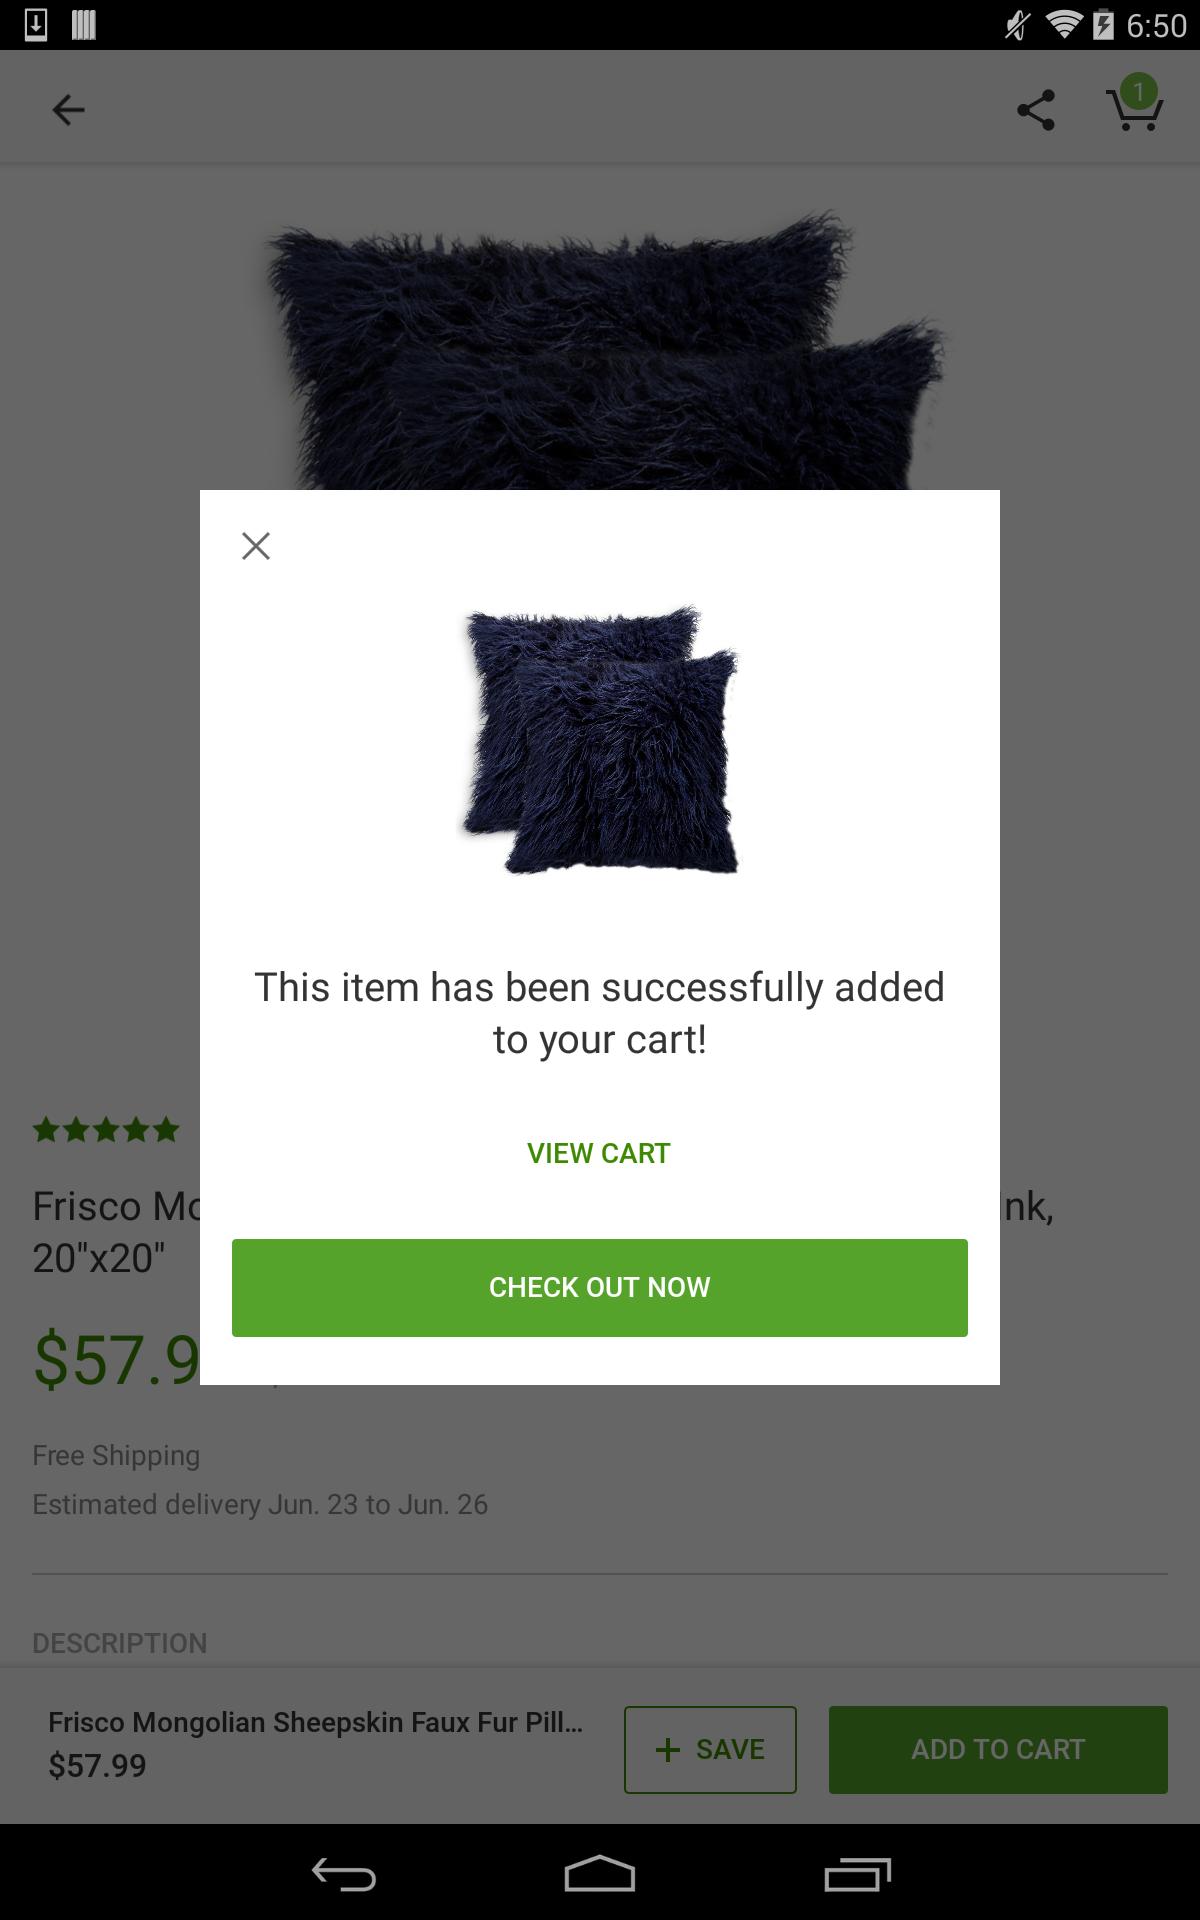 6:50
1
This item has been successfully added
to your cart!
VIEW CART
CHECK OUT NOW
Frisco Mo nk,
20"x20"
$57.9
Free Shipping
Estimated delivery Jun. 23 to Jun. 26
DESCRIPTION
Frisco Mongolian Sheepskin Faux Fur Pill...
$57.99
+ SAVE
ADD TO CART